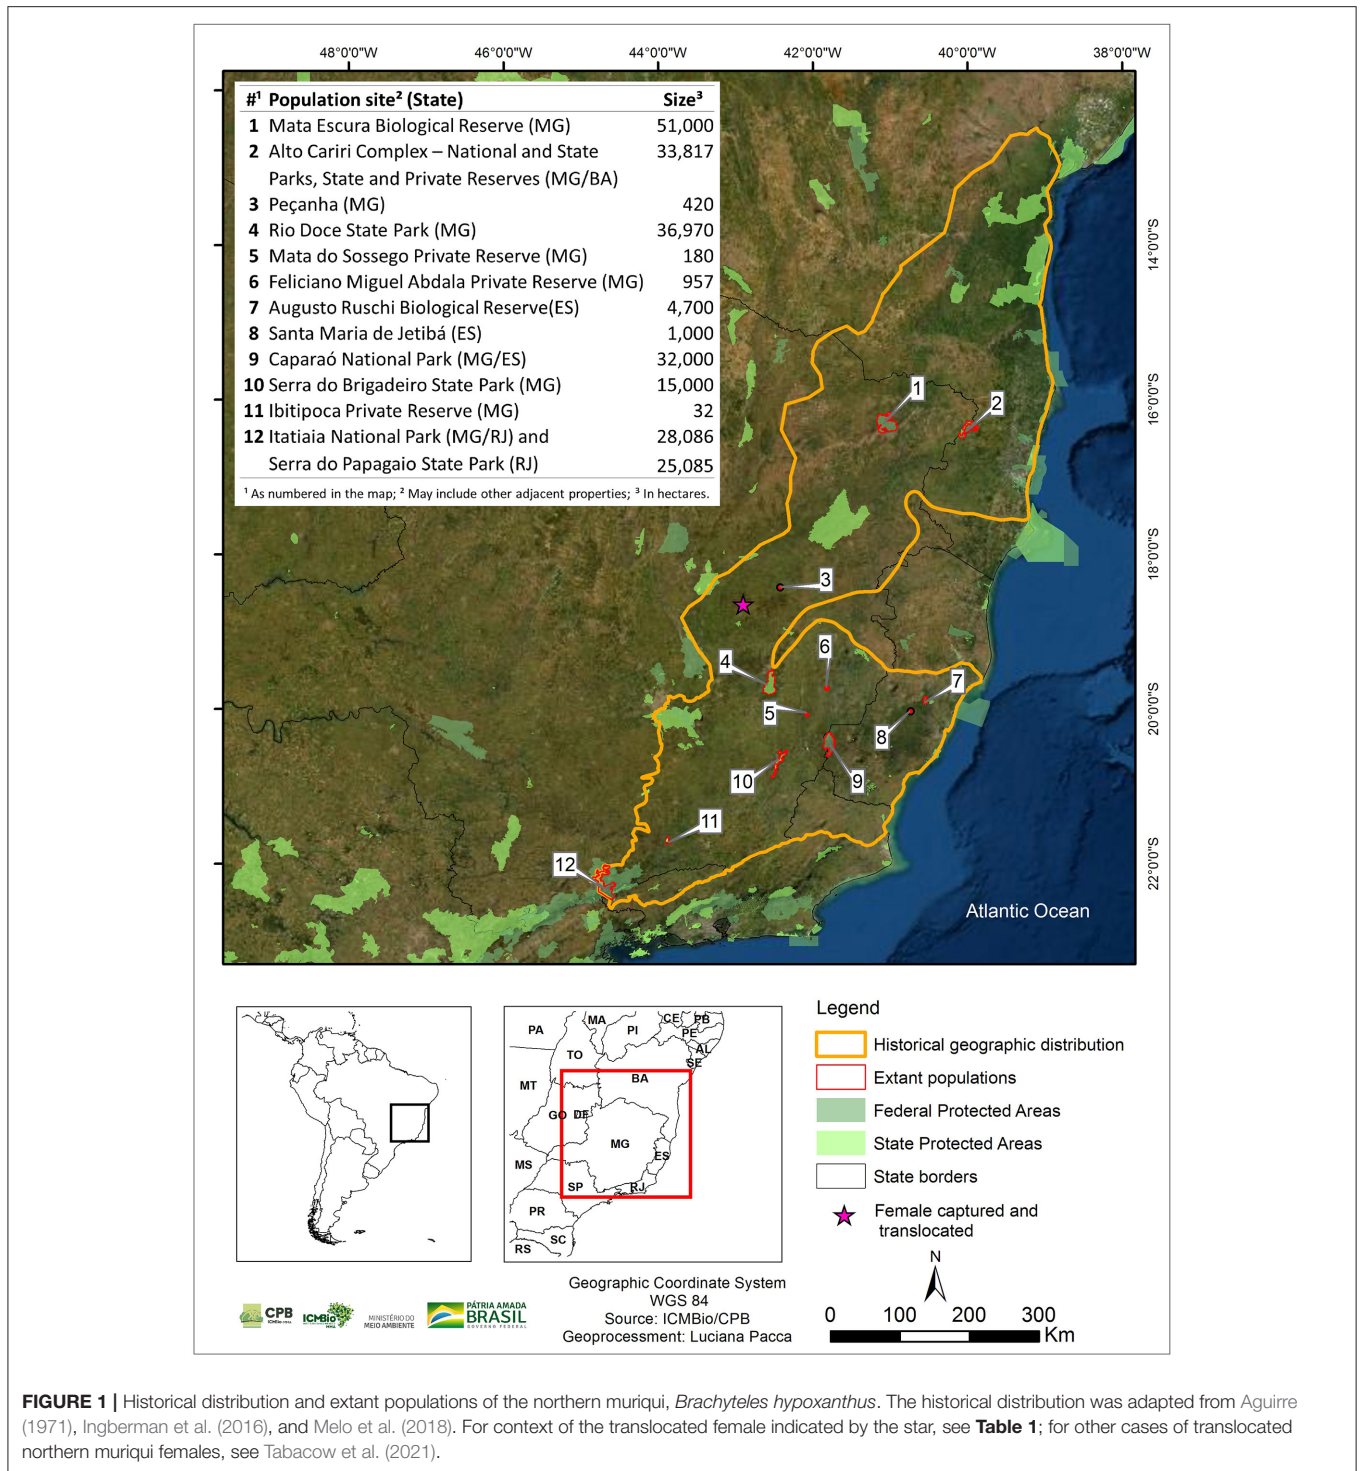 48°0'0"W 46°0'0"W 44°0'0"W 42°0'0"W 40°0'0"W 38°0'0"W
#¹ Population site² (State) Size³
1 Mata Escura Biological Reserve (MG) 51,000
2 Alto Cariri Complex – National and State 33,817
Parks, State and Private Reserves (MG/BA)
3 Peçanha (MG) 420
4 Rio Doce State Park (MG) 36,970
5 Mata do Sossego Private Reserve (MG) 180
6 Feliciano Miguel Abdala Private Reserve (MG) 957
7 Augusto Ruschi Biological Reserve(ES) 4,700
8 Santa Maria de Jetibá (ES) 1,000
9 Caparaó National Park (MG/ES) 32,000
10 Serra do Brigadeiro State Park (MG) 15,000
11 Ibitipoca Private Reserve (MG) 32
12 Itatiaia National Park (MG/RJ) and 28,086
Serra do Papagaio State Park (RJ) 25,085
¹ As numbered in the map; ² May include other adjacent properties; ³ In hectares.
14°0'0"S
16°0'0"S
18°0'0"S
20°0'0"S
22°0'0"S
1
2
3
6
4
7
5
8
10
9
11
12
Atlantic Ocean
MA
CE
PB
PA
PI
PE
AL
TO
SE
MT
BA
GO
DF
MG
ES
MS
SP
RJ
PR
SC
RS
Legend
Historical geographic distribution
Extant populations
Federal Protected Areas
State Protected Areas
State borders
Female captured and
translocated
N
0 100 200 300
Km
Geographic Coordinate System
WGS 84
Source: ICMBio/CPB
Geoprocessment: Luciana Pacca
CPB
ICMBio-MMA
ICMBio
MMA
MINISTÉRIO DO
MEIO AMBIENTE
PÁTRIA AMADA
BRASIL
GOVERNO FEDERAL
FIGURE 1 | Historical distribution and extant populations of the northern muriqui, Brachyteles hypoxanthus. The historical distribution was adapted from Aguirre
(1971), Ingberman et al. (2016), and Melo et al. (2018). For context of the translocated female indicated by the star, see Table 1; for other cases of translocated
northern muriqui females, see Tabacow et al. (2021).